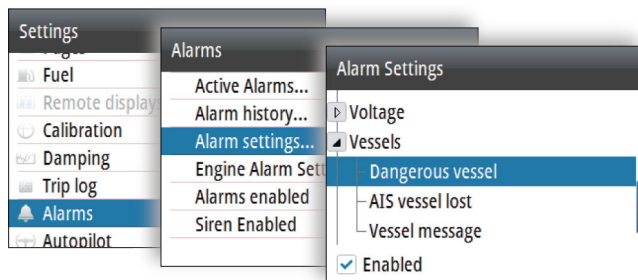 Settings
Pages
Fuel
Remote display
Calibration
Damping
Trip log
Alarms
Autopilot
Alarms
Active Alarms...
Alarm history...
Alarm settings...
Engine Alarm Sett
Alarms enabled
Siren Enabled
Alarm Settings
Voltage
Vessels
Dangerous vessel
AIS vessel lost
Vessel message
Enabled